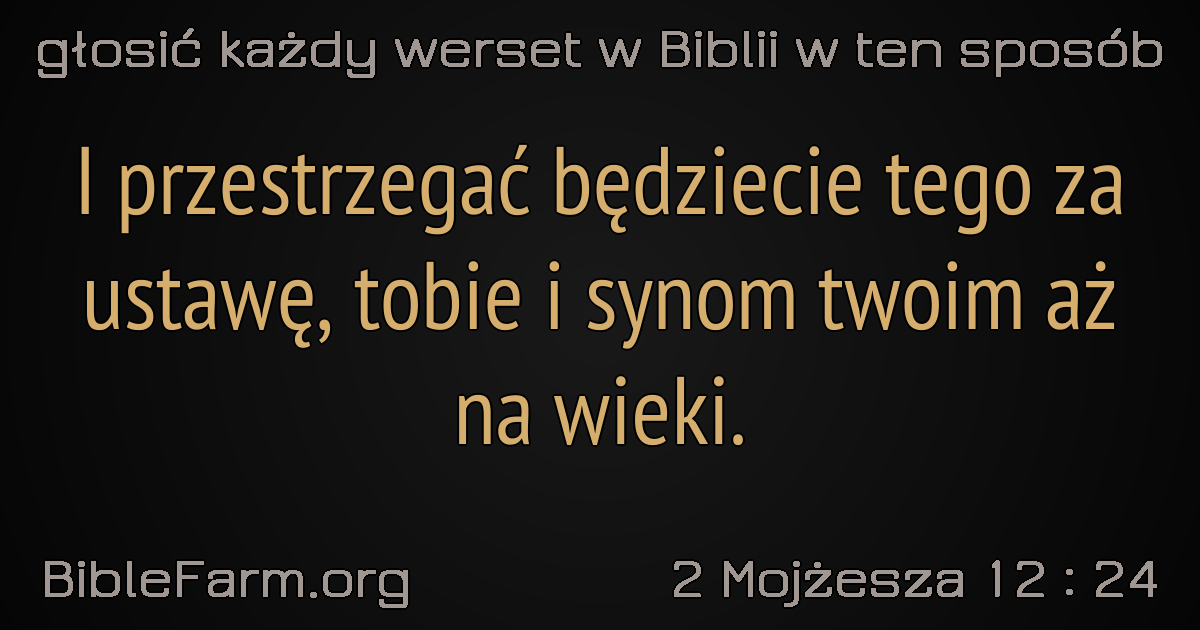 głosić każdy werset w Biblii w ten sposób
I przestrzegać będziecie tego za
ustawę, tobie i synom twoim aż
na wieki.
BibleFarm.org
2 Mojżesza 12 : 24